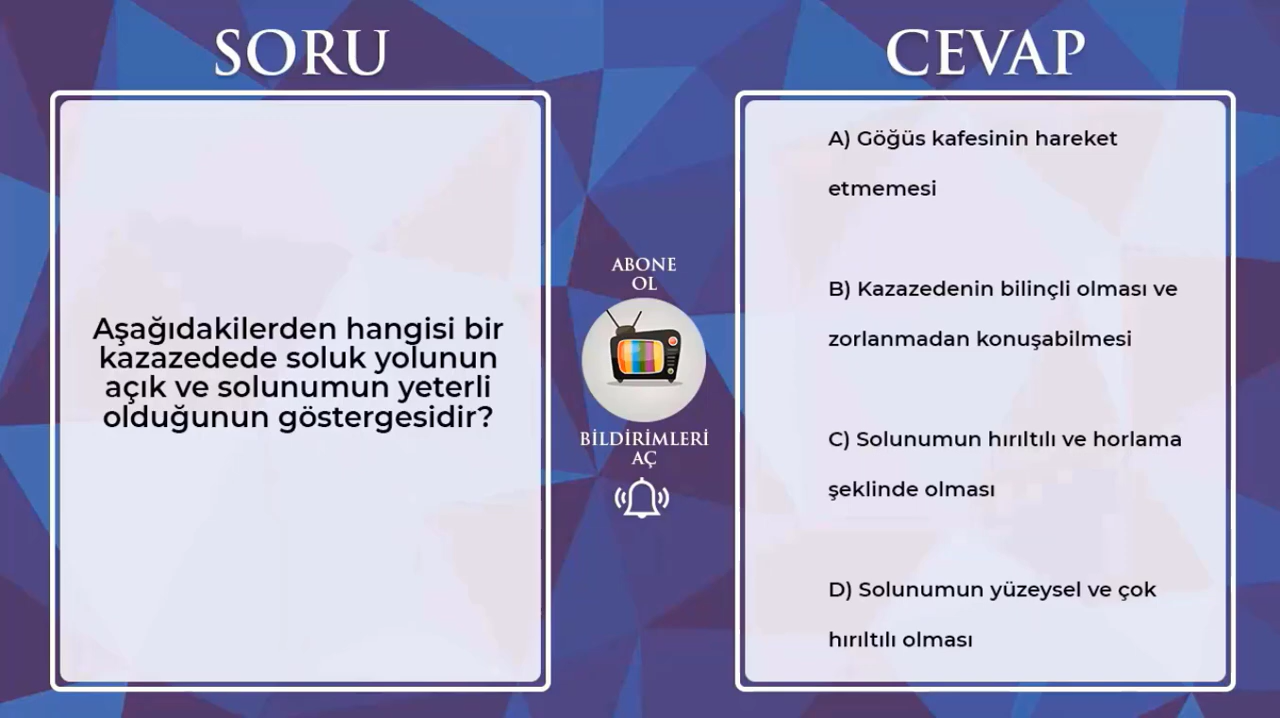 SORU
Aşağıdakilerden hangisi bir
kazazedede soluk yolunun
açık ve solunumun yeterli
olduğunun göstergesidir?
ABONE
OL
BİLDİRİMLERİ
AÇ
CEVAP
A) Göğüs kafesinin hareket
etmemesi
B) Kazazedenin bilinçli olması ve
zorlanmadan konuşabilmesi
C) Solunumun hırıltılı ve horlama
şeklinde olması
D) Solunumun yüzeysel ve çok
hırıltılı olması